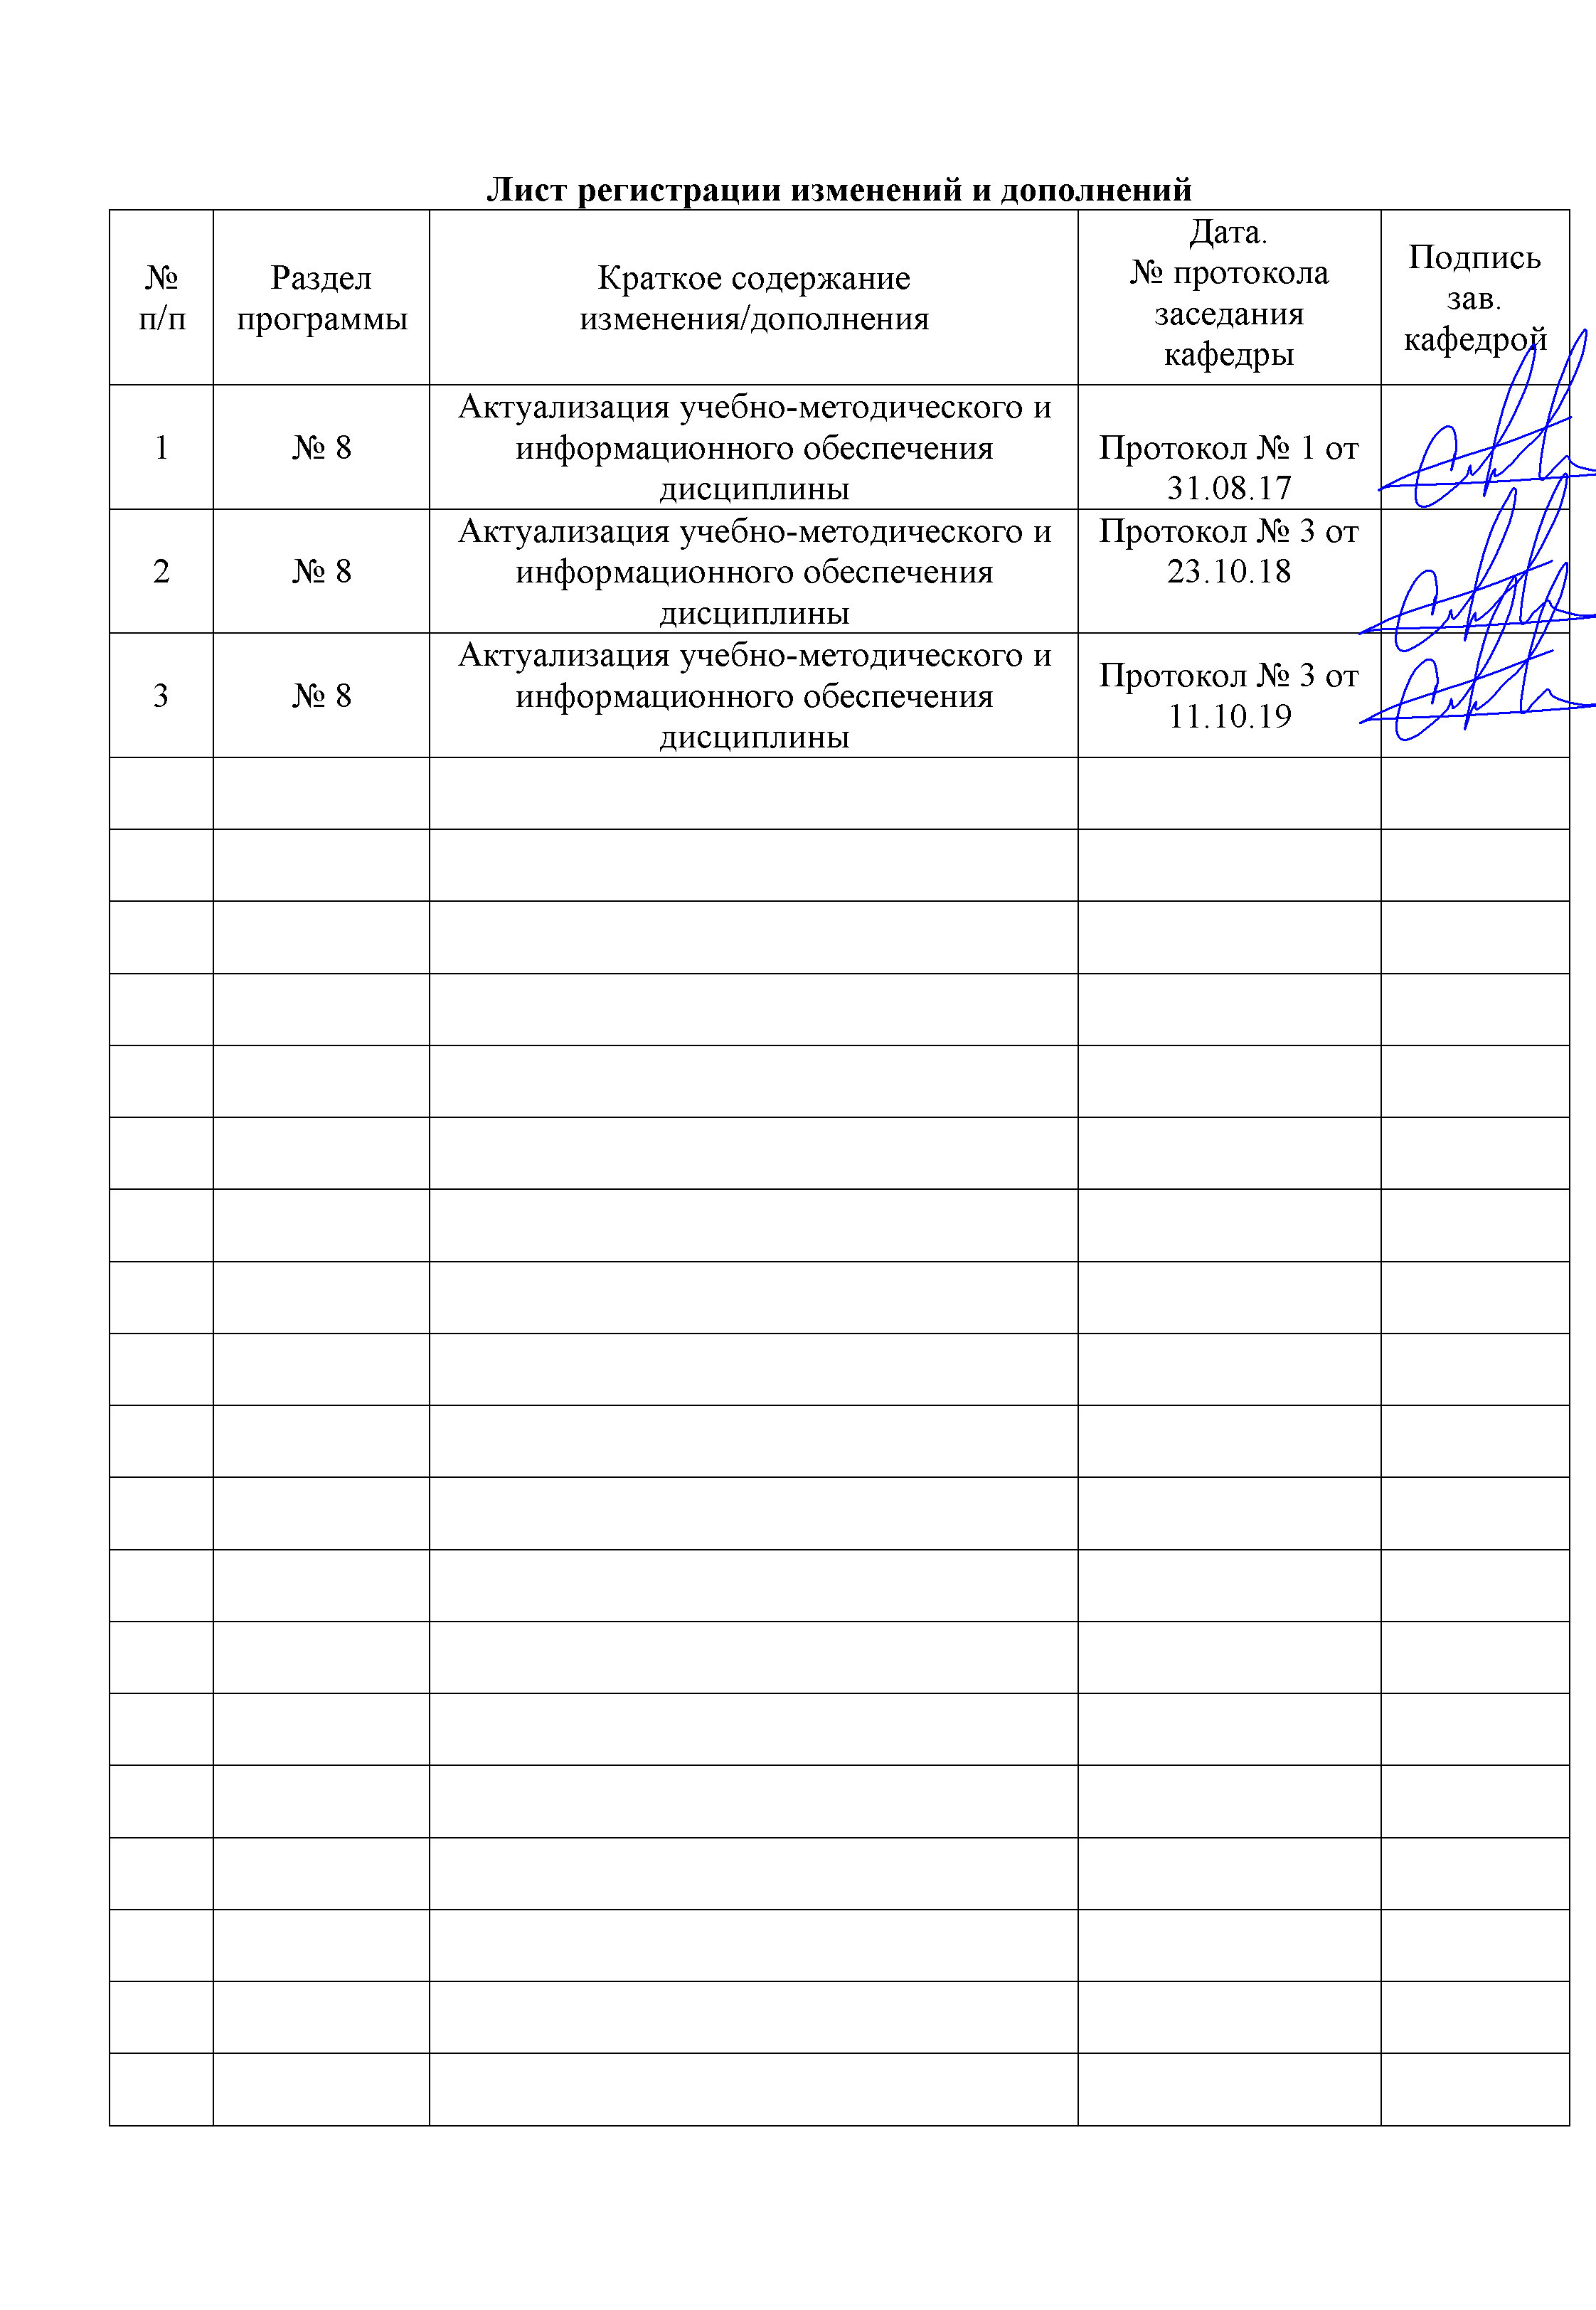 Лист регистрации изменений и дополнений
№
п/п
Раздел
программы
Краткое содержание
изменения/дополнения
Дата.
№ протокола
заседания
кафедры
Подпись
зав.
кафедрой
1
№ 8
Актуализация учебно-методического и
информационного обеспечения
дисциплины
Протокол № 1 от
31.08.17
2
№ 8
Актуализация учебно-методического и
информационного обеспечения
дисциплины
Протокол № 3 от
23.10.18
3
№ 8
Актуализация учебно-методического и
информационного обеспечения
дисциплины
Протокол № 3 от
11.10.19